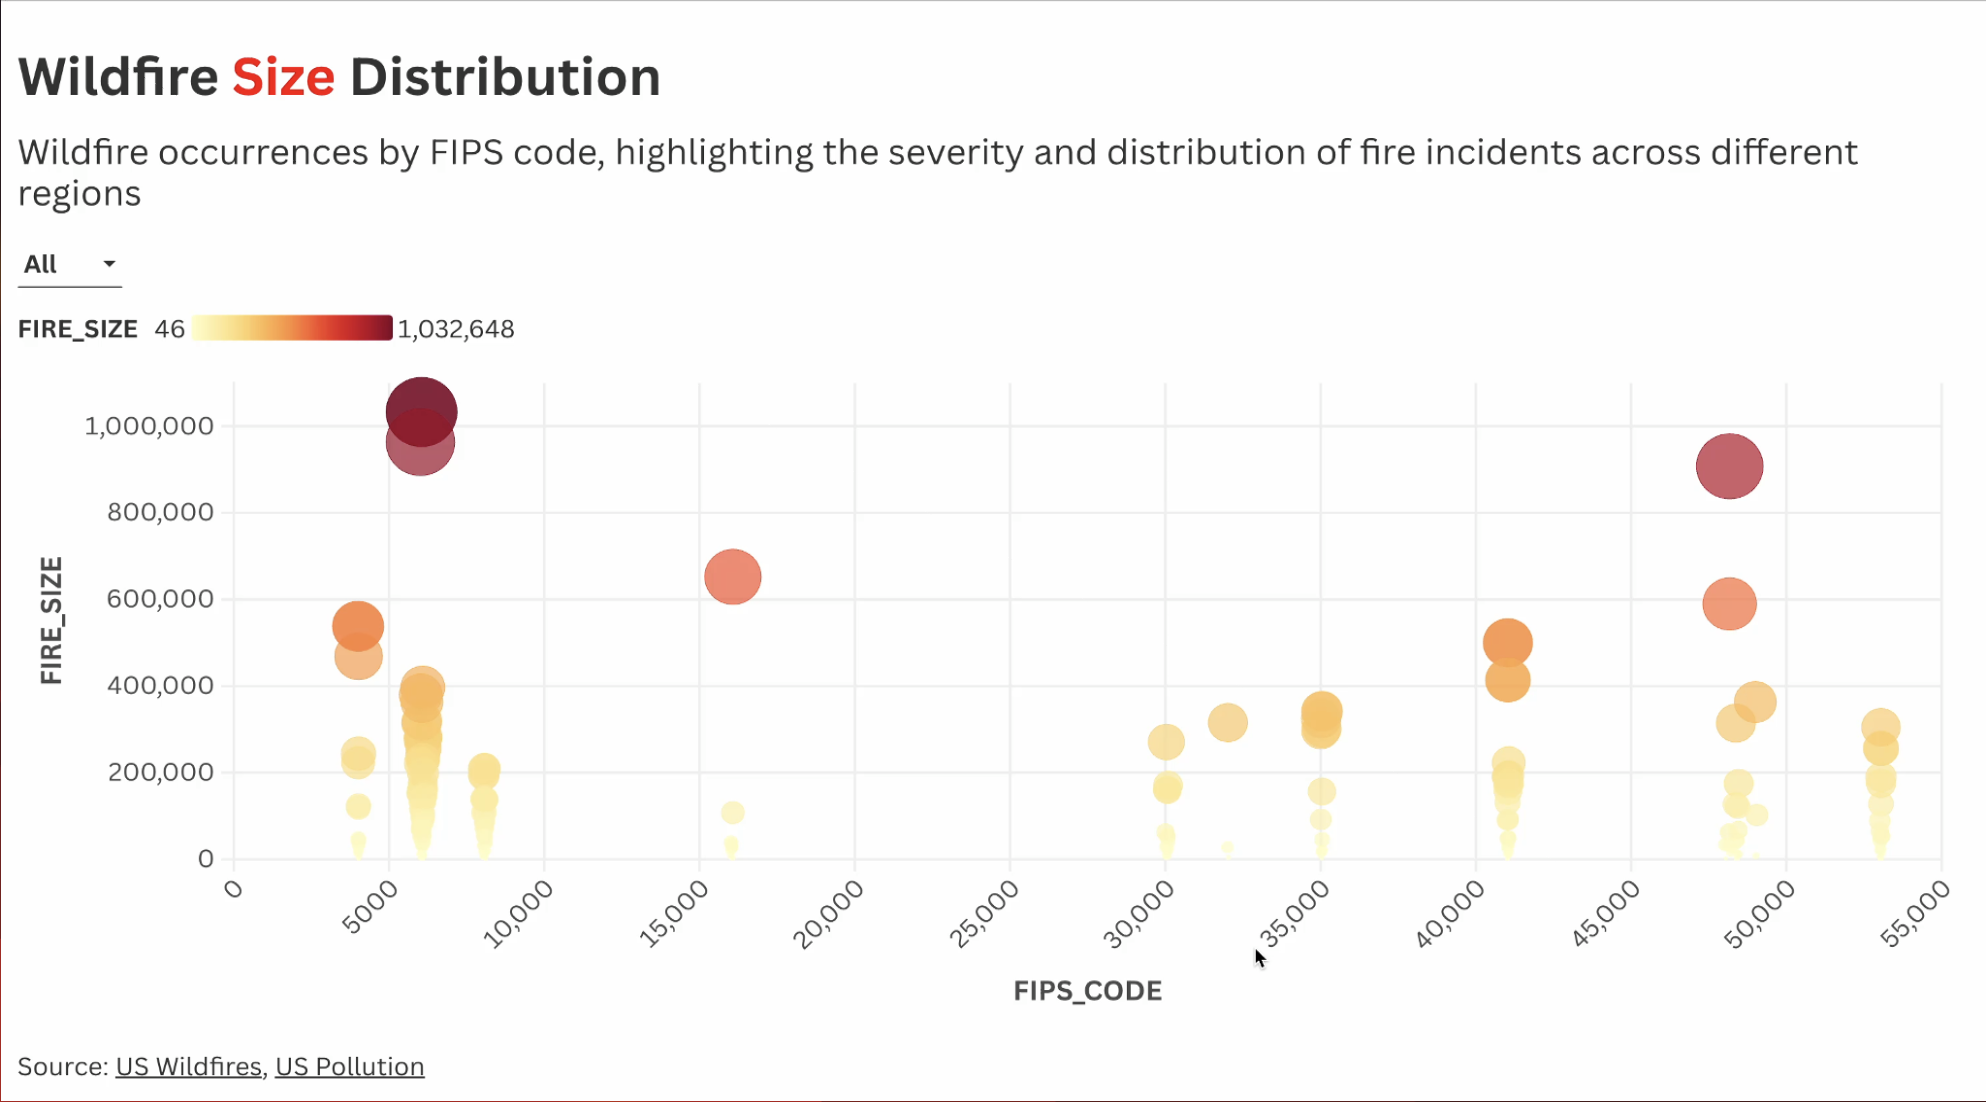 Wildfire Size Distribution
Wildfire occurrences by FIPS code, highlighting the severity and distribution of fire incidents across different
regions
All
FIRE_SIZE 46 1,032,648
FIRE_SIZE
1,000,000
800,000
600,000
400,000
200,000
0
0 5000 10,000 15,000 20,000 25,000 30,000 35,000 40,000 45,000 50,000 55,000
FIPS_CODE
Source: US Wildfires, US Pollution